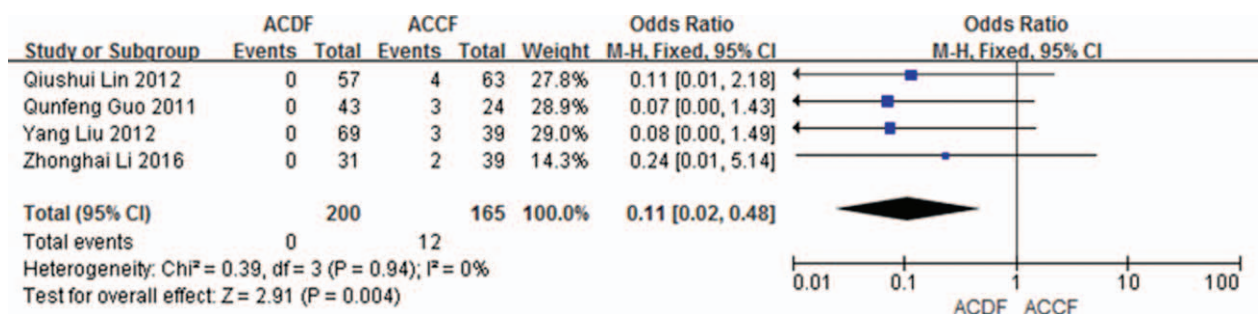 ACDF ACCF Odds Ratio Odds Ratio
Study or Subgroup Events Total Events Total Weight M-H, Fixed, 95% CI M-H, Fixed, 95% CI
Qiushui Lin 2012 0 57 4 63 27.8% 0.11 [0.01, 2.18]
Qunfeng Guo 2011 0 43 3 24 28.9% 0.07 [0.00, 1.43]
Yang Liu 2012 0 69 3 39 29.0% 0.08 [0.00, 1.49]
Zhonghai Li 2016 0 31 2 39 14.3% 0.24 [0.01, 5.14]
Total (95% CI) 200 165 100.0% 0.11 [0.02, 0.48]
Total events 0 12
Heterogeneity: Chi² = 0.39, df = 3 (P = 0.94); I² = 0%
Test for overall effect: Z = 2.91 (P = 0.004)
0.01 0.1 1 10 100
ACDF ACCF